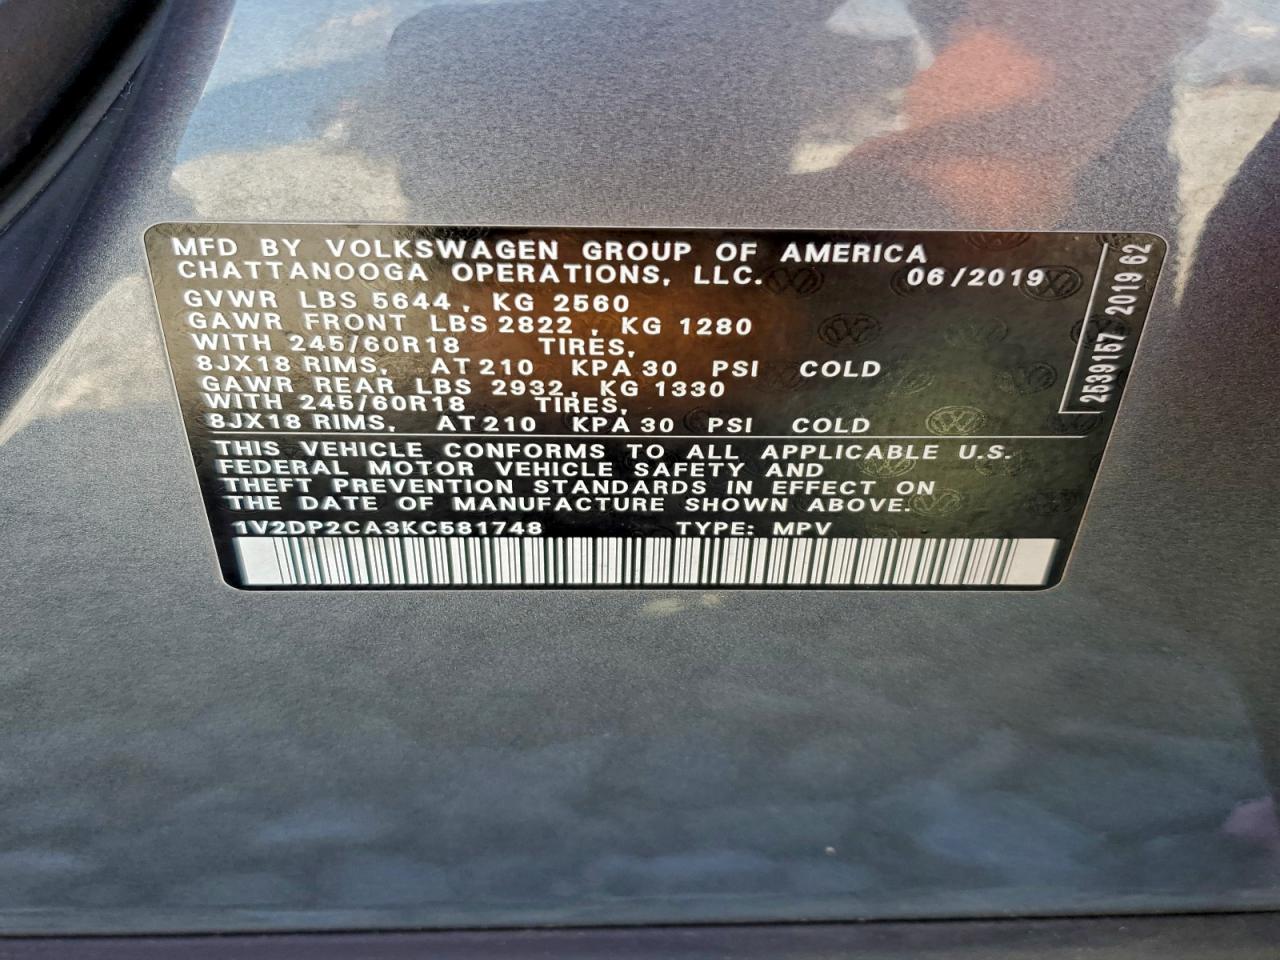 MFD BY VOLKSWAGEN GROUP OF AMERICA
CHATTANOOGA OPERATIONS, LLC. 06/2019
GVWR LBS 5644 , KG 2560
GAWR FRONT LBS 2822 , KG 1280
WITH 245/60R18 TIRES,
8JX18 RIMS, AT 210 KPA 30 PSI COLD
GAWR REAR LBS 2932, KG 1330
WITH 245/60R18 TIRES,
8JX18 RIMS, AT 210 KPA 30 PSI COLD
THIS VEHICLE CONFORMS TO ALL APPLICABLE U.S.
FEDERAL MOTOR VEHICLE SAFETY AND
THEFT PREVENTION STANDARDS IN EFFECT ON
THE DATE OF MANUFACTURE SHOWN ABOVE.
1V2DP2CA3KC581748 TYPE: MPV
2539157 2019 62